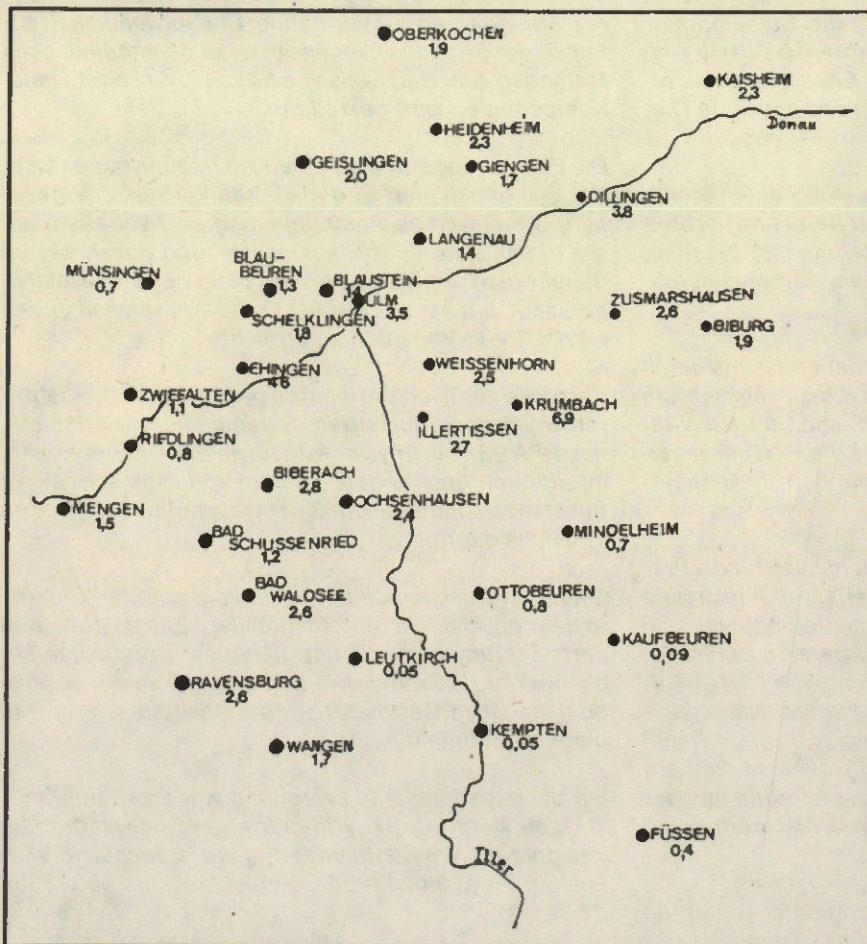 OBERKOCHEN
1,9
KAISHEIM
2,3
Donau
HEIDENHEIM
2,3
GEISLINGEN
2,0
GIENGEN
1,7
DILLINGEN
3,8
LANGENAU
1,4
BLAU-
BEUREN
1,3
MÜNSINGEN
0,7
BLAUSTEIN
1,4
ULM
3,5
SCHELKLINGEN
1,8
ZUSMARSHAUSEN
2,6
BIBURG
1,9
EHINGEN
4,6
WEISSENHORN
2,5
ZWIEFALTEN
1,1
KRUMBACH
6,9
ILLERTISSEN
2,7
RIEDLINGEN
0,8
BIBERACH
2,8
OCHSENHAUSEN
2,4
MENGEN
1,5
BAD
SCHUSSENRIED
1,2
MINDELHEIM
0,7
BAD
WALDSEE
2,6
OTTOBEUREN
0,8
KAUFBEUREN
0,09
LEUTKIRCH
0,05
RAVENSBURG
2,6
KEMPTEN
0,05
WANGEN
1,7
FÜSSEN
0,4
Iller